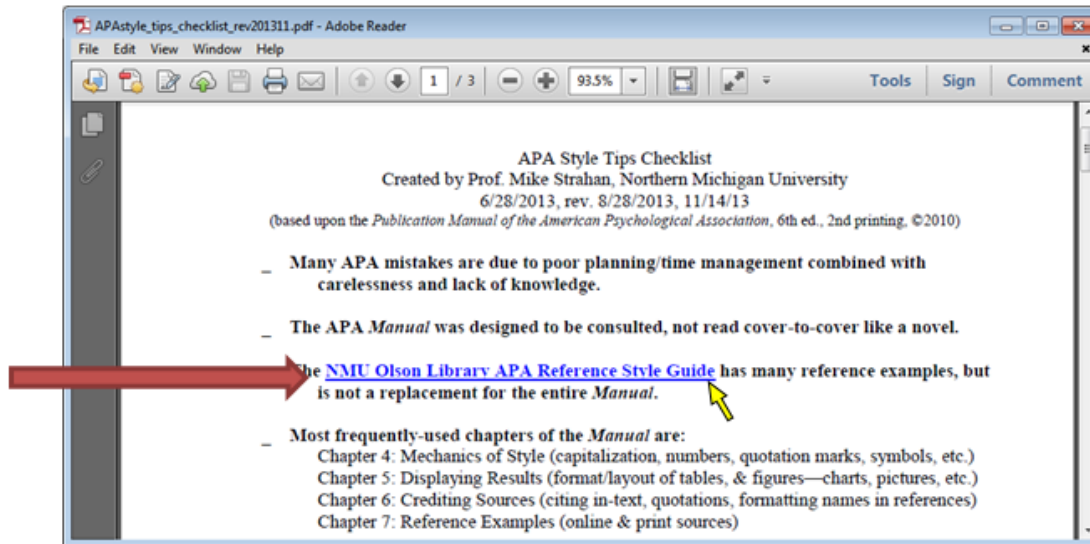 APAstyle_tips_checklist_rev201311.pdf - Adobe Reader
File Edit View Window Help
1 / 3 93.5% Tools Sign Comment
APA Style Tips Checklist
Created by Prof. Mike Strahan, Northern Michigan University
6/28/2013, rev. 8/28/2013, 11/14/13
(based upon the Publication Manual of the American Psychological Association, 6th ed., 2nd printing, ©2010)
_ Many APA mistakes are due to poor planning/time management combined with
carelessness and lack of knowledge.
_ The APA Manual was designed to be consulted, not read cover-to-cover like a novel.
The NMU Olson Library APA Reference Style Guide has many reference examples, but
is not a replacement for the entire Manual.
_ Most frequently-used chapters of the Manual are:
Chapter 4: Mechanics of Style (capitalization, numbers, quotation marks, symbols, etc.)
Chapter 5: Displaying Results (format/layout of tables, & figures—charts, pictures, etc.)
Chapter 6: Crediting Sources (citing in-text, quotations, formatting names in references)
Chapter 7: Reference Examples (online & print sources)